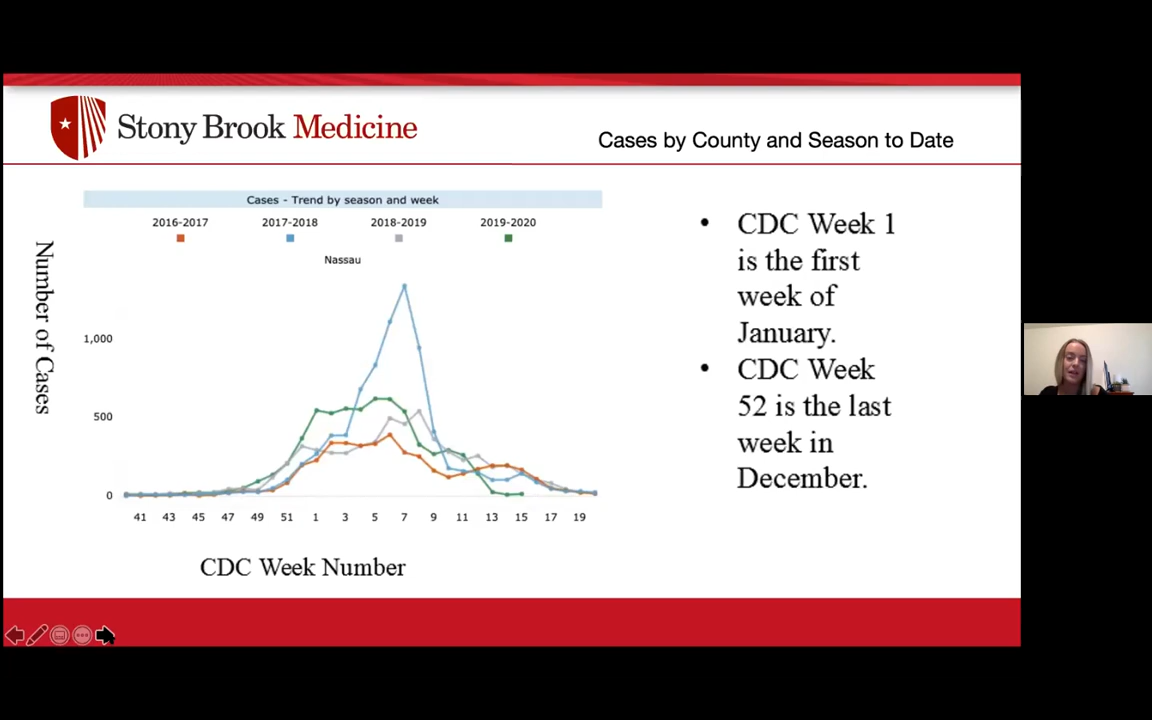 Stony Brook Medicine
Cases by County and Season to Date
Cases - Trend by season and week
2016-2017 2017-2018 2018-2019 2019-2020
Nassau
Number of Cases
1,000
500
0
41 43 45 47 49 51 1 3 5 7 9 11 13 15 17 19
CDC Week Number
• CDC Week 1
is the first
week of
January.
• CDC Week
52 is the last
week in
December.